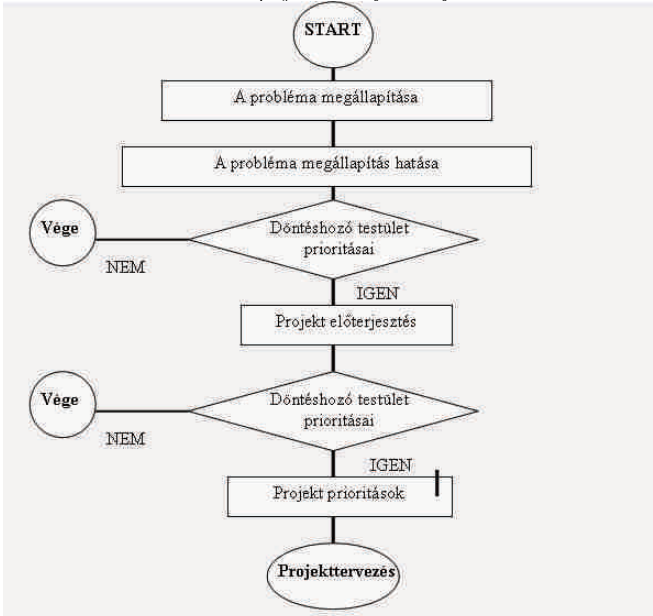 START
A probléma megállapítása
A probléma megállapítás hatása
Döntéshozó testület
prioritásai
Vége
NEM
IGEN
Projekt előterjesztés
Döntéshozó testület
prioritásai
Vége
NEM
IGEN
Projekt prioritások
Projekttervezés